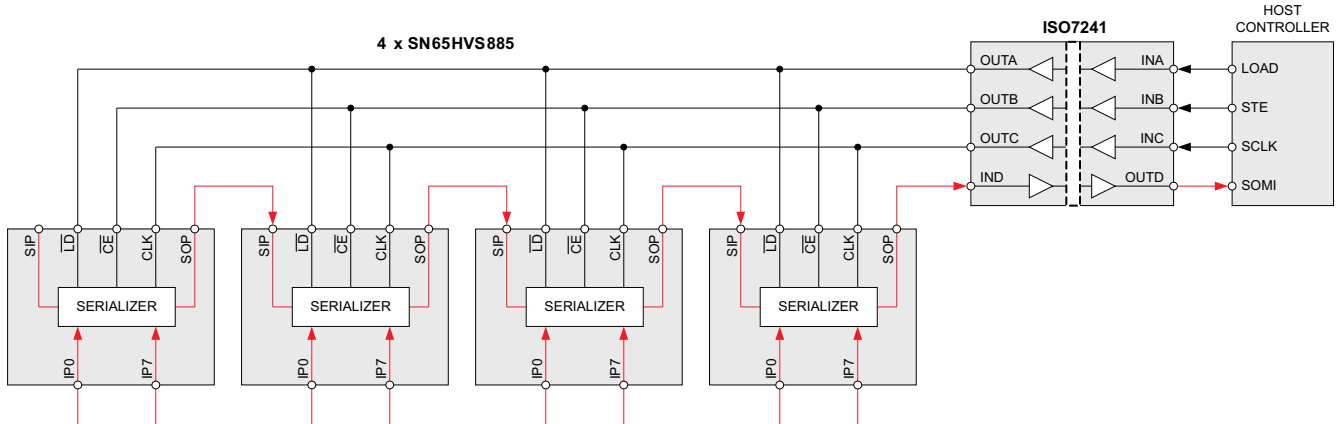 HOST
CONTROLLER
ISO7241
4 x SN65HVS885
OUTA
INA
LOAD
OUTB
INB
STE
OUTC
INC
SCLK
IND
OUTD
SOMI
SIP
LD
CE
CLK
SOP
SIP
LD
CE
CLK
SOP
SIP
LD
CE
CLK
SOP
SIP
LD
CE
CLK
SOP
SERIALIZER
SERIALIZER
SERIALIZER
SERIALIZER
IP0
IP7
IP0
IP7
IP0
IP7
IP0
IP7